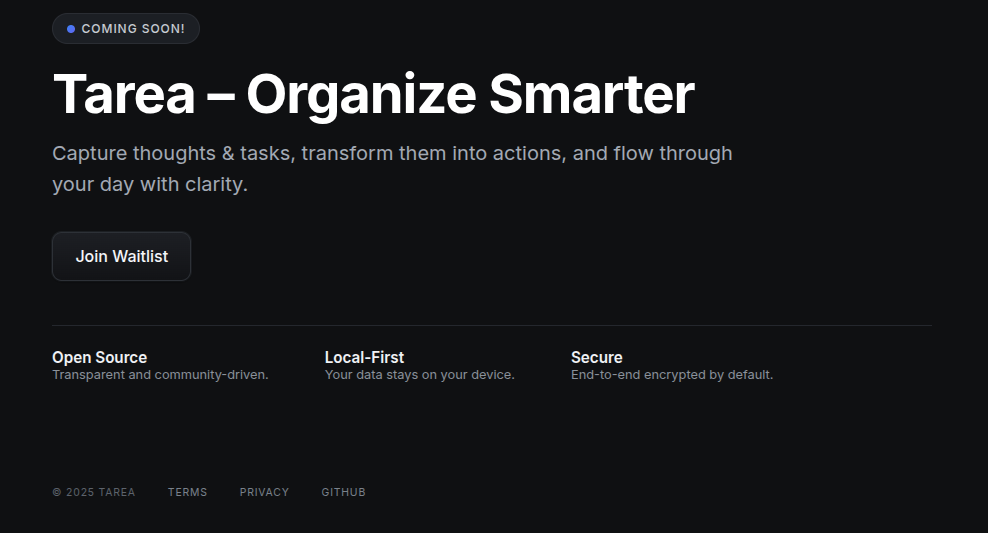 COMING SOON!
Tarea – Organize Smarter
Capture thoughts & tasks, transform them into actions, and flow through
your day with clarity.
Join Waitlist
Open Source
Transparent and community-driven.
Local-First
Your data stays on your device.
Secure
End-to-end encrypted by default.
© 2025 TAREA TERMS PRIVACY GITHUB